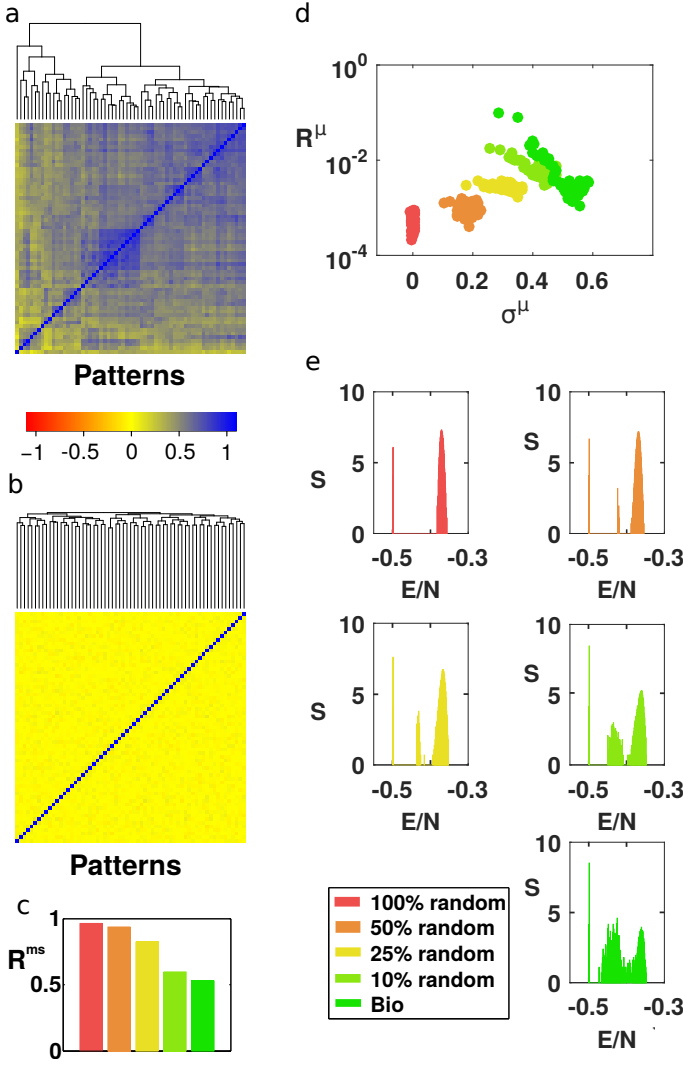 a
Patterns
−1 -0.5 0 0.5 1
b
Patterns
c
1
R^ms
0.5
0
d
10^0
R^μ
10^-2
10^-4
0 0.2 0.4 0.6
σ^μ
e
10
S
5
0
-0.5 -0.3
E/N
10
S
5
0
-0.5 -0.3
E/N
10
S
5
0
-0.5 -0.3
E/N
10
S
5
0
-0.5 -0.3
E/N
10
S
5
0
-0.5 -0.3
E/N
100% random
50% random
25% random
10% random
Bio